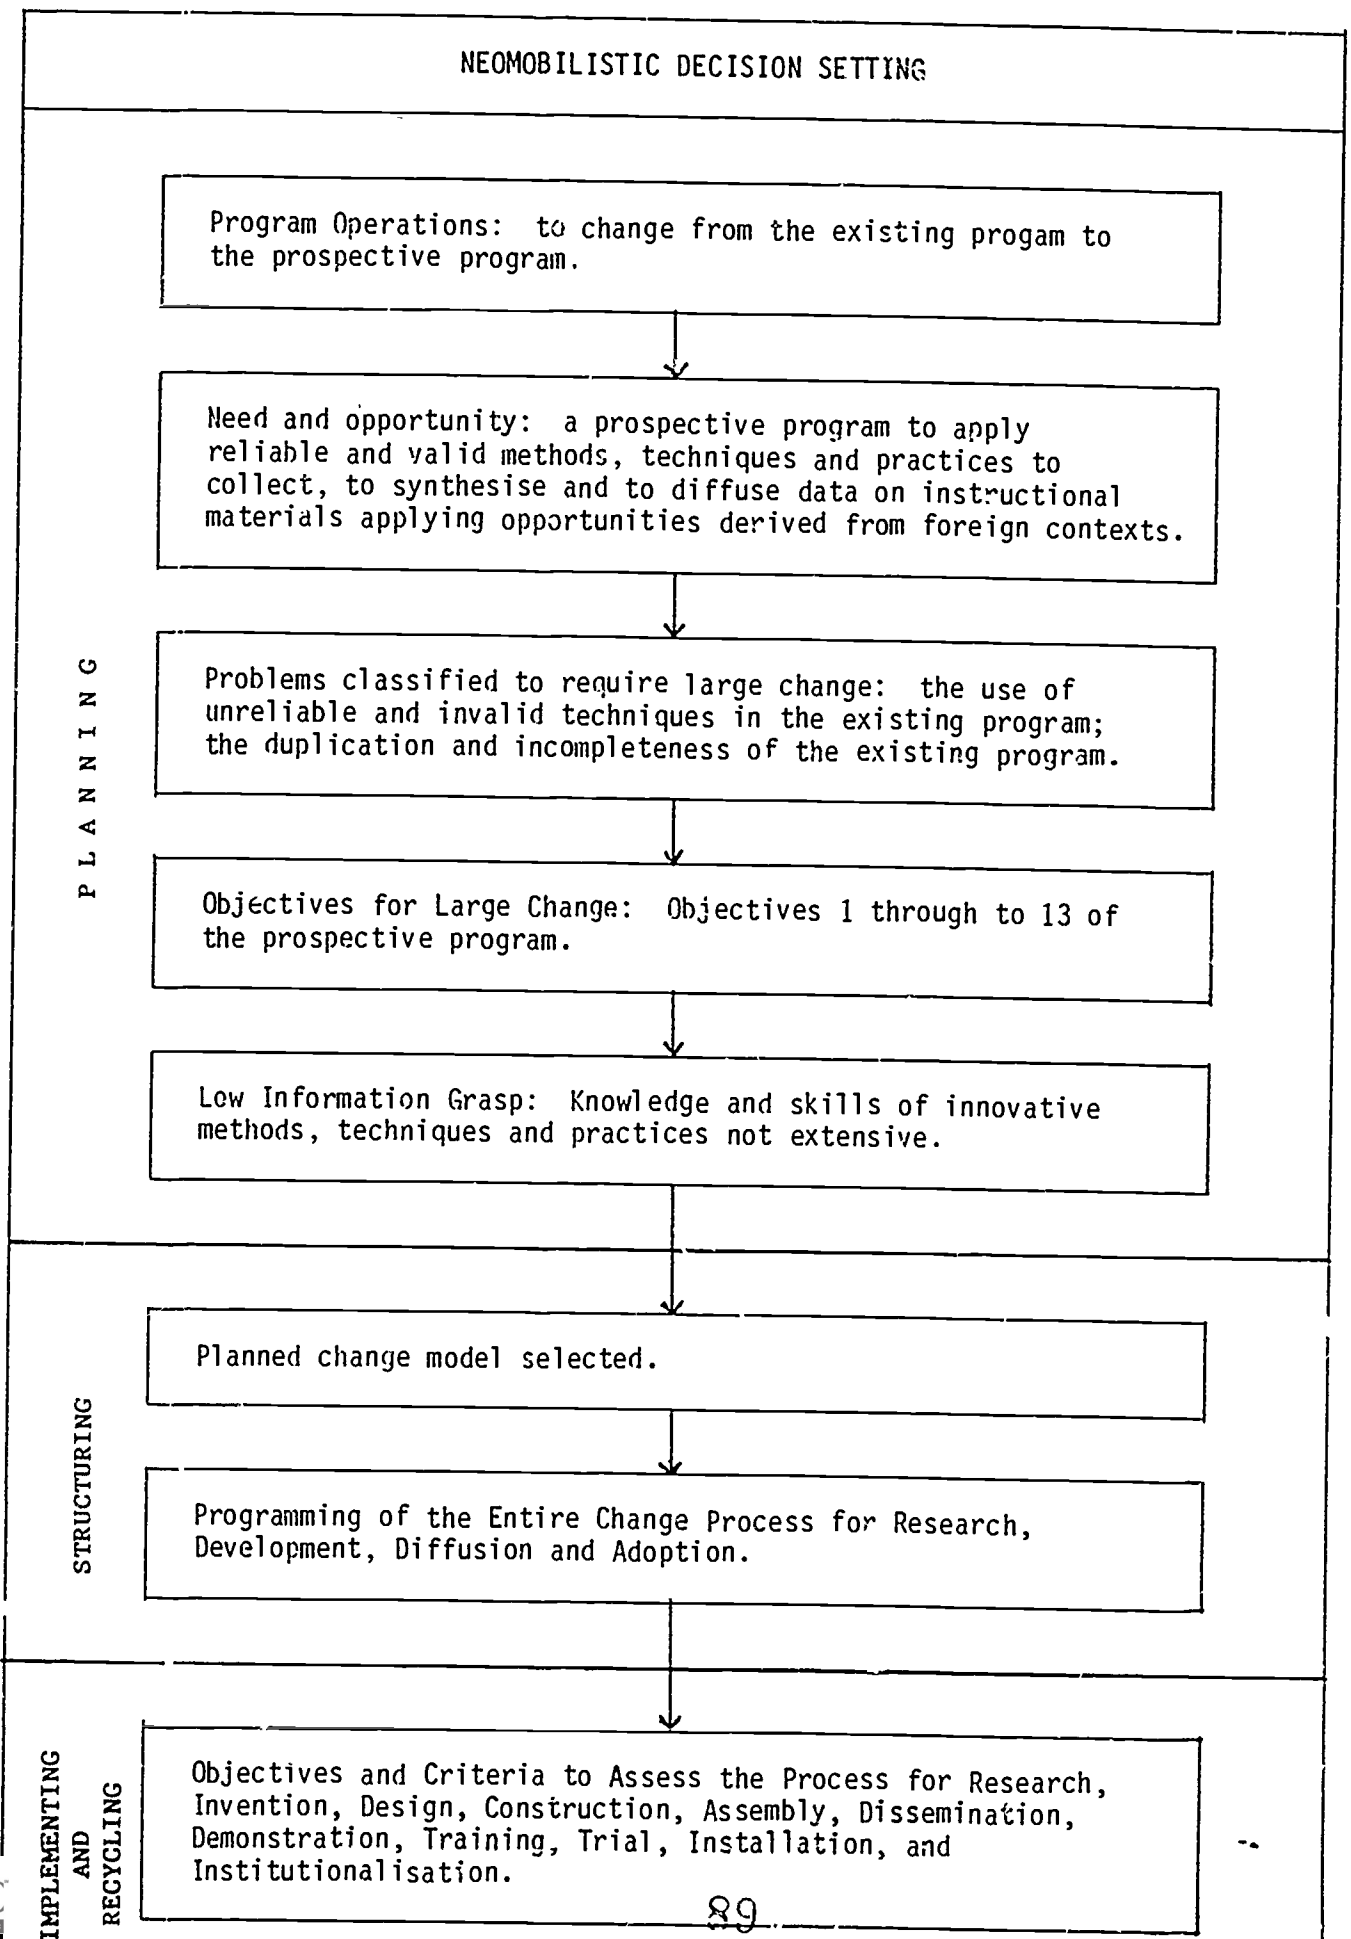 NEOMOBILISTIC DECISION SETTING
Program Operations: to change from the existing progam to
the prospective program.
Need and opportunity: a prospective program to apply
reliable and valid methods, techniques and practices to
collect, to synthesise and to diffuse data on instructional
materials applying opportunities derived from foreign contexts.
Problems classified to require large change: the use of
unreliable and invalid techniques in the existing program;
the duplication and incompleteness of the existing program.
Objectives for Large Change: Objectives 1 through to 13 of
the prospective program.
Low Information Grasp: Knowledge and skills of innovative
methods, techniques and practices not extensive.
PLANNING
Planned change model selected.
Programming of the Entire Change Process for Research,
Development, Diffusion and Adoption.
STRUCTURING
Objectives and Criteria to Assess the Process for Research,
Invention, Design, Construction, Assembly, Dissemination,
Demonstration, Training, Trial, Installation, and
Institutionalisation.
IMPLEMENTING
AND
RECYCLING
89